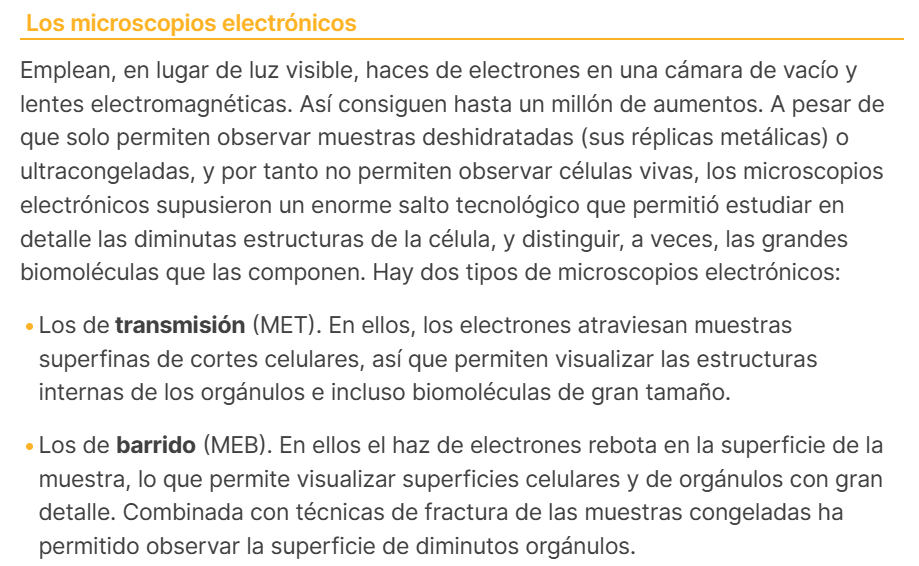 Los microscopios electrónicos
Emplean, en lugar de luz visible, haces de electrones en una cámara de vacío y
lentes electromagnéticas. Así consiguen hasta un millón de aumentos. A pesar de
que solo permiten observar muestras deshidratadas (sus réplicas metálicas) o
ultracongeladas, y por tanto no permiten observar células vivas, los microscopios
electrónicos supusieron un enorme salto tecnológico que permitió estudiar en
detalle las diminutas estructuras de la célula, y distinguir, a veces, las grandes
biomoléculas que las componen. Hay dos tipos de microscopios electrónicos:
• Los de transmisión (MET). En ellos, los electrones atraviesan muestras
superfinas de cortes celulares, así que permiten visualizar las estructuras
internas de los orgánulos e incluso biomoléculas de gran tamaño.
• Los de barrido (MEB). En ellos el haz de electrones rebota en la superficie de la
muestra, lo que permite visualizar superficies celulares y de orgánulos con gran
detalle. Combinada con técnicas de fractura de las muestras congeladas ha
permitido observar la superficie de diminutos orgánulos.